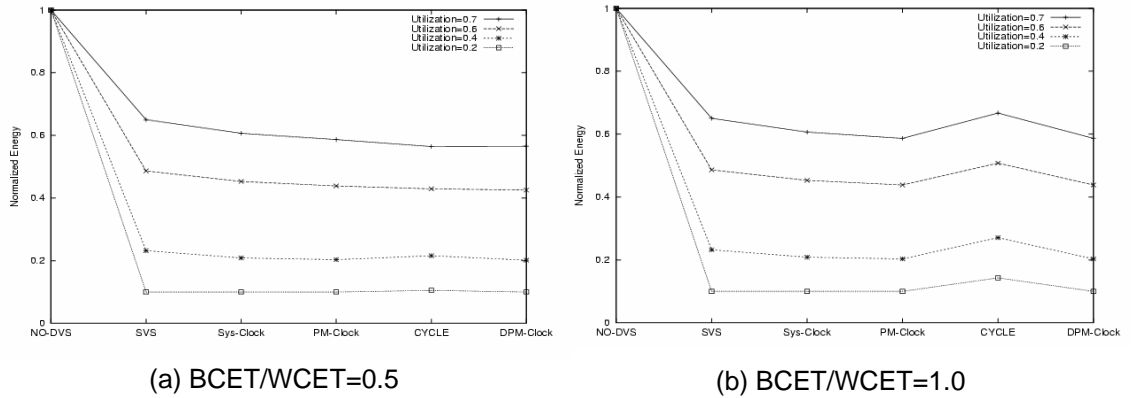 1
0.8
0.6
0.4
0.2
0
Normalized Energy
NO-DVS SVS Sys-Clock PM-Clock CYCLE DPM-Clock
Utilization=0.7
Utilization=0.6
Utilization=0.4
Utilization=0.2
(a) BCET/WCET=0.5
1
0.8
0.6
0.4
0.2
0
Normalized Energy
NO-DVS SVS Sys-Clock PM-Clock CYCLE DPM-Clock
Utilization=0.7
Utilization=0.6
Utilization=0.4
Utilization=0.2
(b) BCET/WCET=1.0